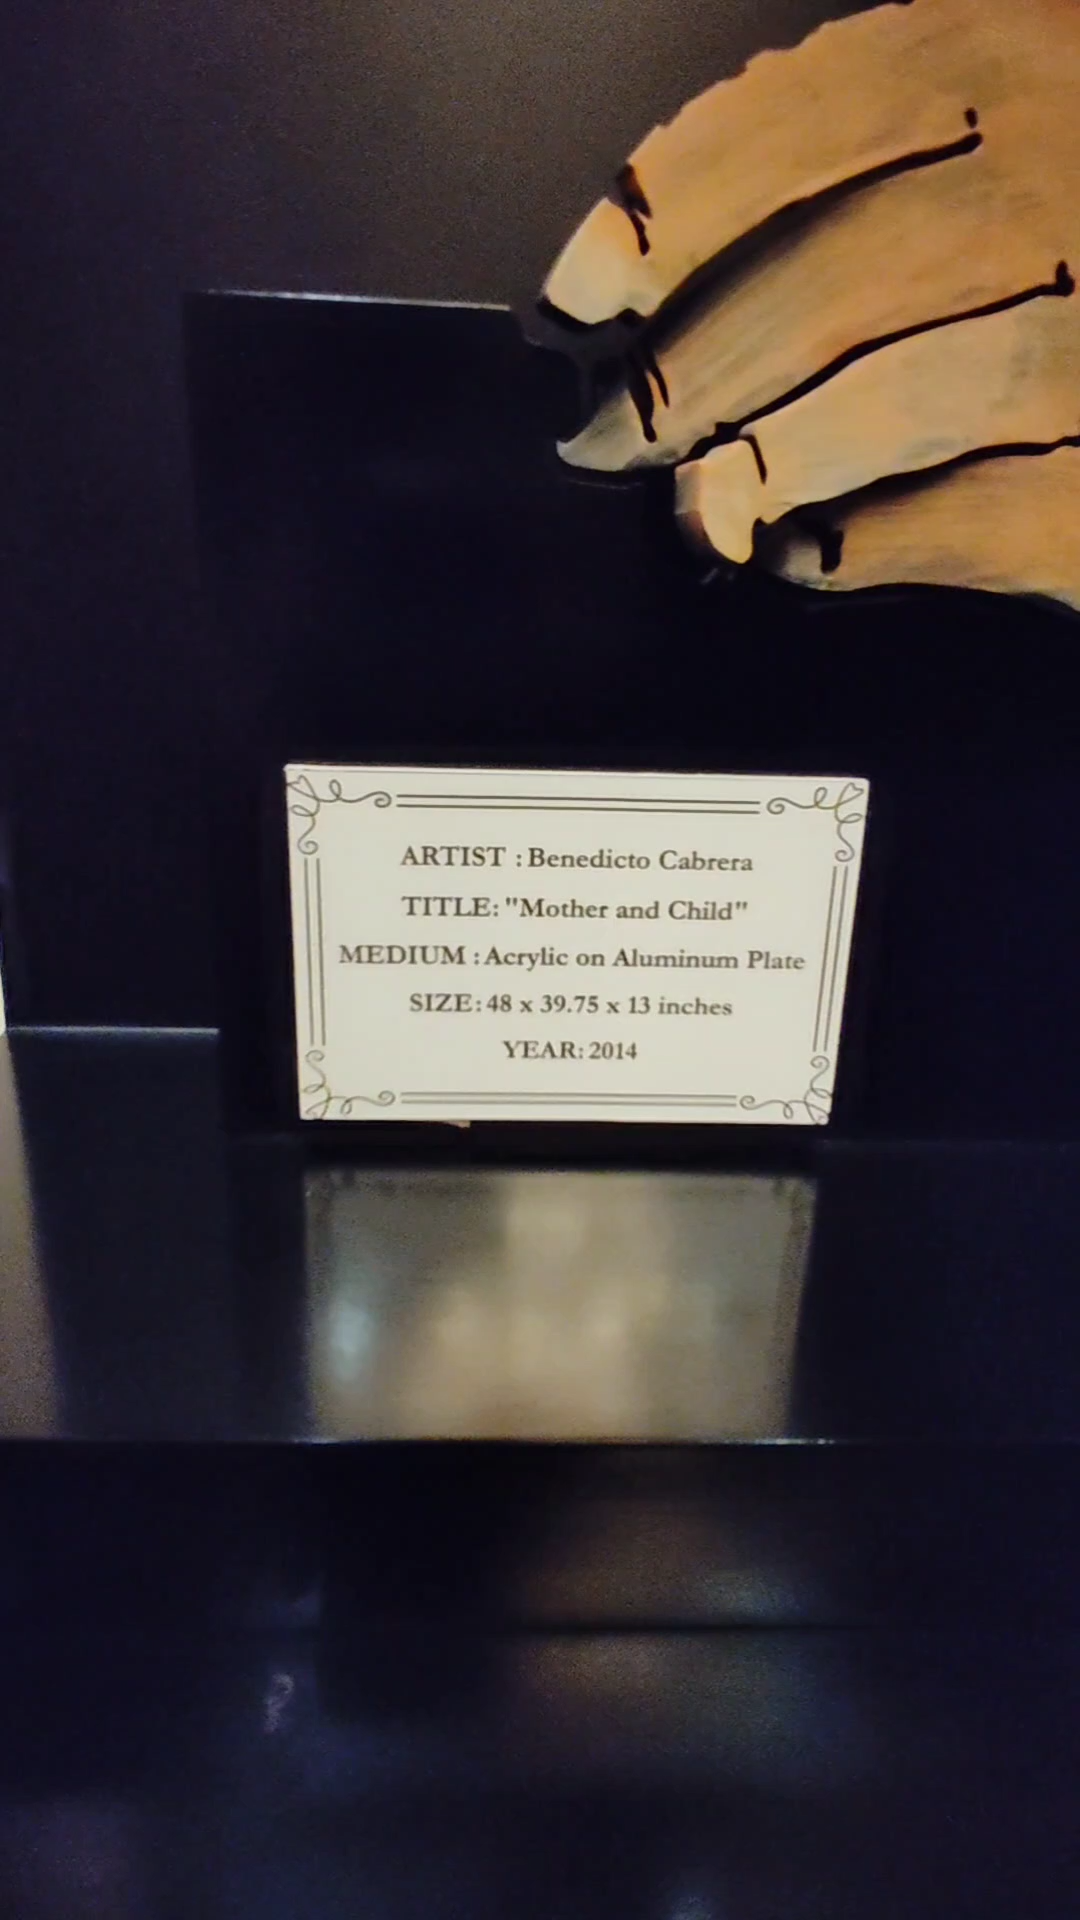 ARTIST : Benedicto Cabrera
TITLE: "Mother and Child"
MEDIUM : Acrylic on Aluminum Plate
SIZE: 48 x 39.75 x 13 inches
YEAR: 2014